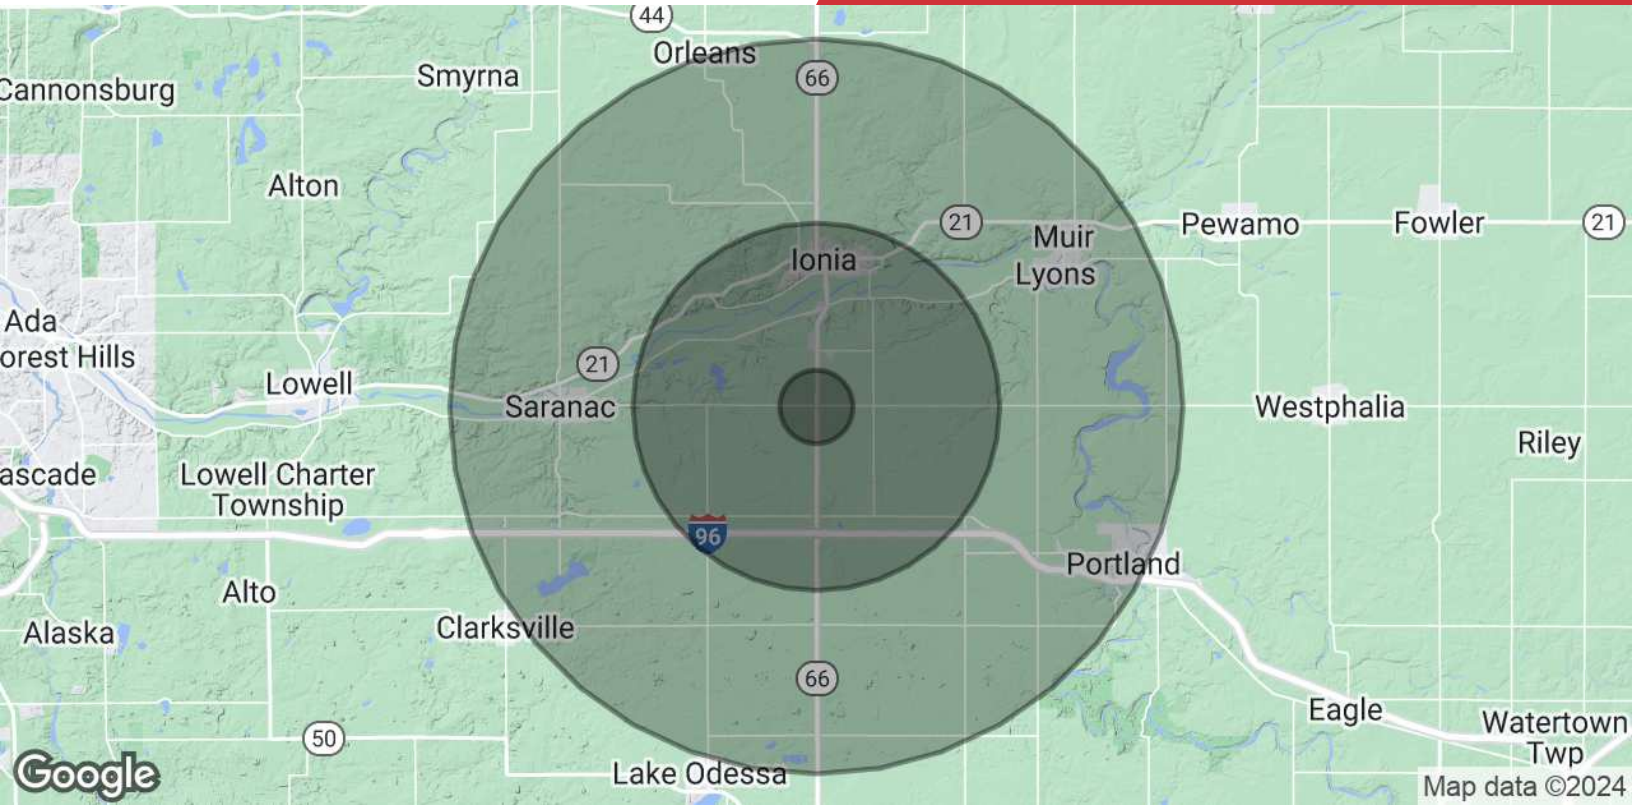 44
Orleans
Smyrna
66
Cannonsburg
Alton
21
Pewamo
Fowler
21
Muir
Lyons
Ionia
Ada
orest Hills
21
Lowell
Saranac
Westphalia
Riley
ascade
Lowell Charter
Township
96
Portland
Alto
Alaska
Clarksville
66
Eagle
50
Watertown
Twp
Lake Odessa
Google
Map data ©2024